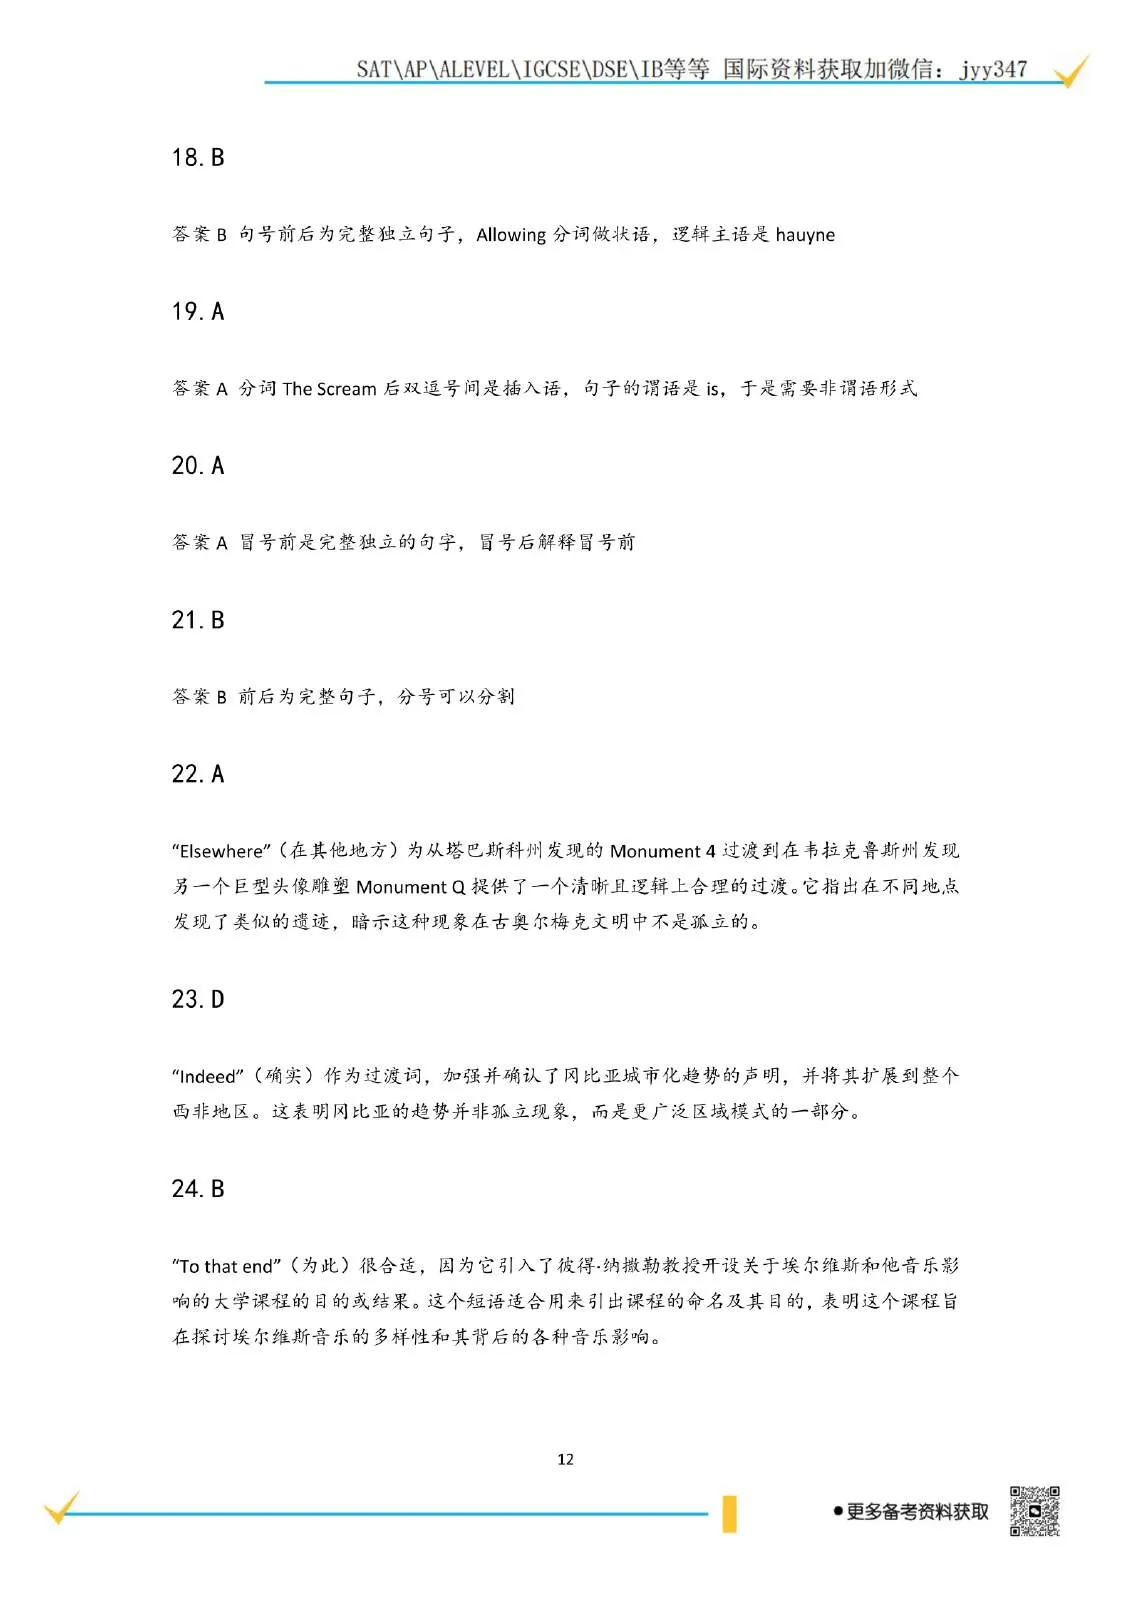 SAT\AP\ALEVEL\IGCSE\DSE\IB等等 国际资料获取加微信：jyy347
18. B
答案 B 句号前后为完整独立句子，Allowing 分词做状语，逻辑主语是 hauyne
19. A
答案 A 分词 The Scream 后双逗号间是插入语，句子的谓语是 is，于是需要非谓语形式
20. A
答案 A 冒号前是完整独立的句字，冒号后解释冒号前
21. B
答案 B 前后为完整句子，分号可以分割
22. A
“Elsewhere”（在其他地方）为从塔巴斯科州发现的 Monument 4 过渡到在韦拉克鲁斯州发现
另一个巨型头像雕塑 Monument Q 提供了一个清晰且逻辑上合理的过渡。它指出在不同地点
发现了类似的遗迹，暗示这种现象在古奥尔梅克文明中不是孤立的。
23. D
“Indeed”（确实）作为过渡词，加强并确认了冈比亚城市化趋势的声明，并将其扩展到整个
西非地区。这表明冈比亚的趋势并非孤立现象，而是更广泛区域模式的一部分。
24. B
“To that end”（为此）很合适，因为它引入了彼得·纳撒勒教授开设关于埃尔维斯和他音乐影
响的大学课程的目的或结果。这个短语适合用来引出课程的命名及其目的，表明这个课程旨
在探讨埃尔维斯音乐的多样性和其背后的各种音乐影响。
12
●更多备考资料获取